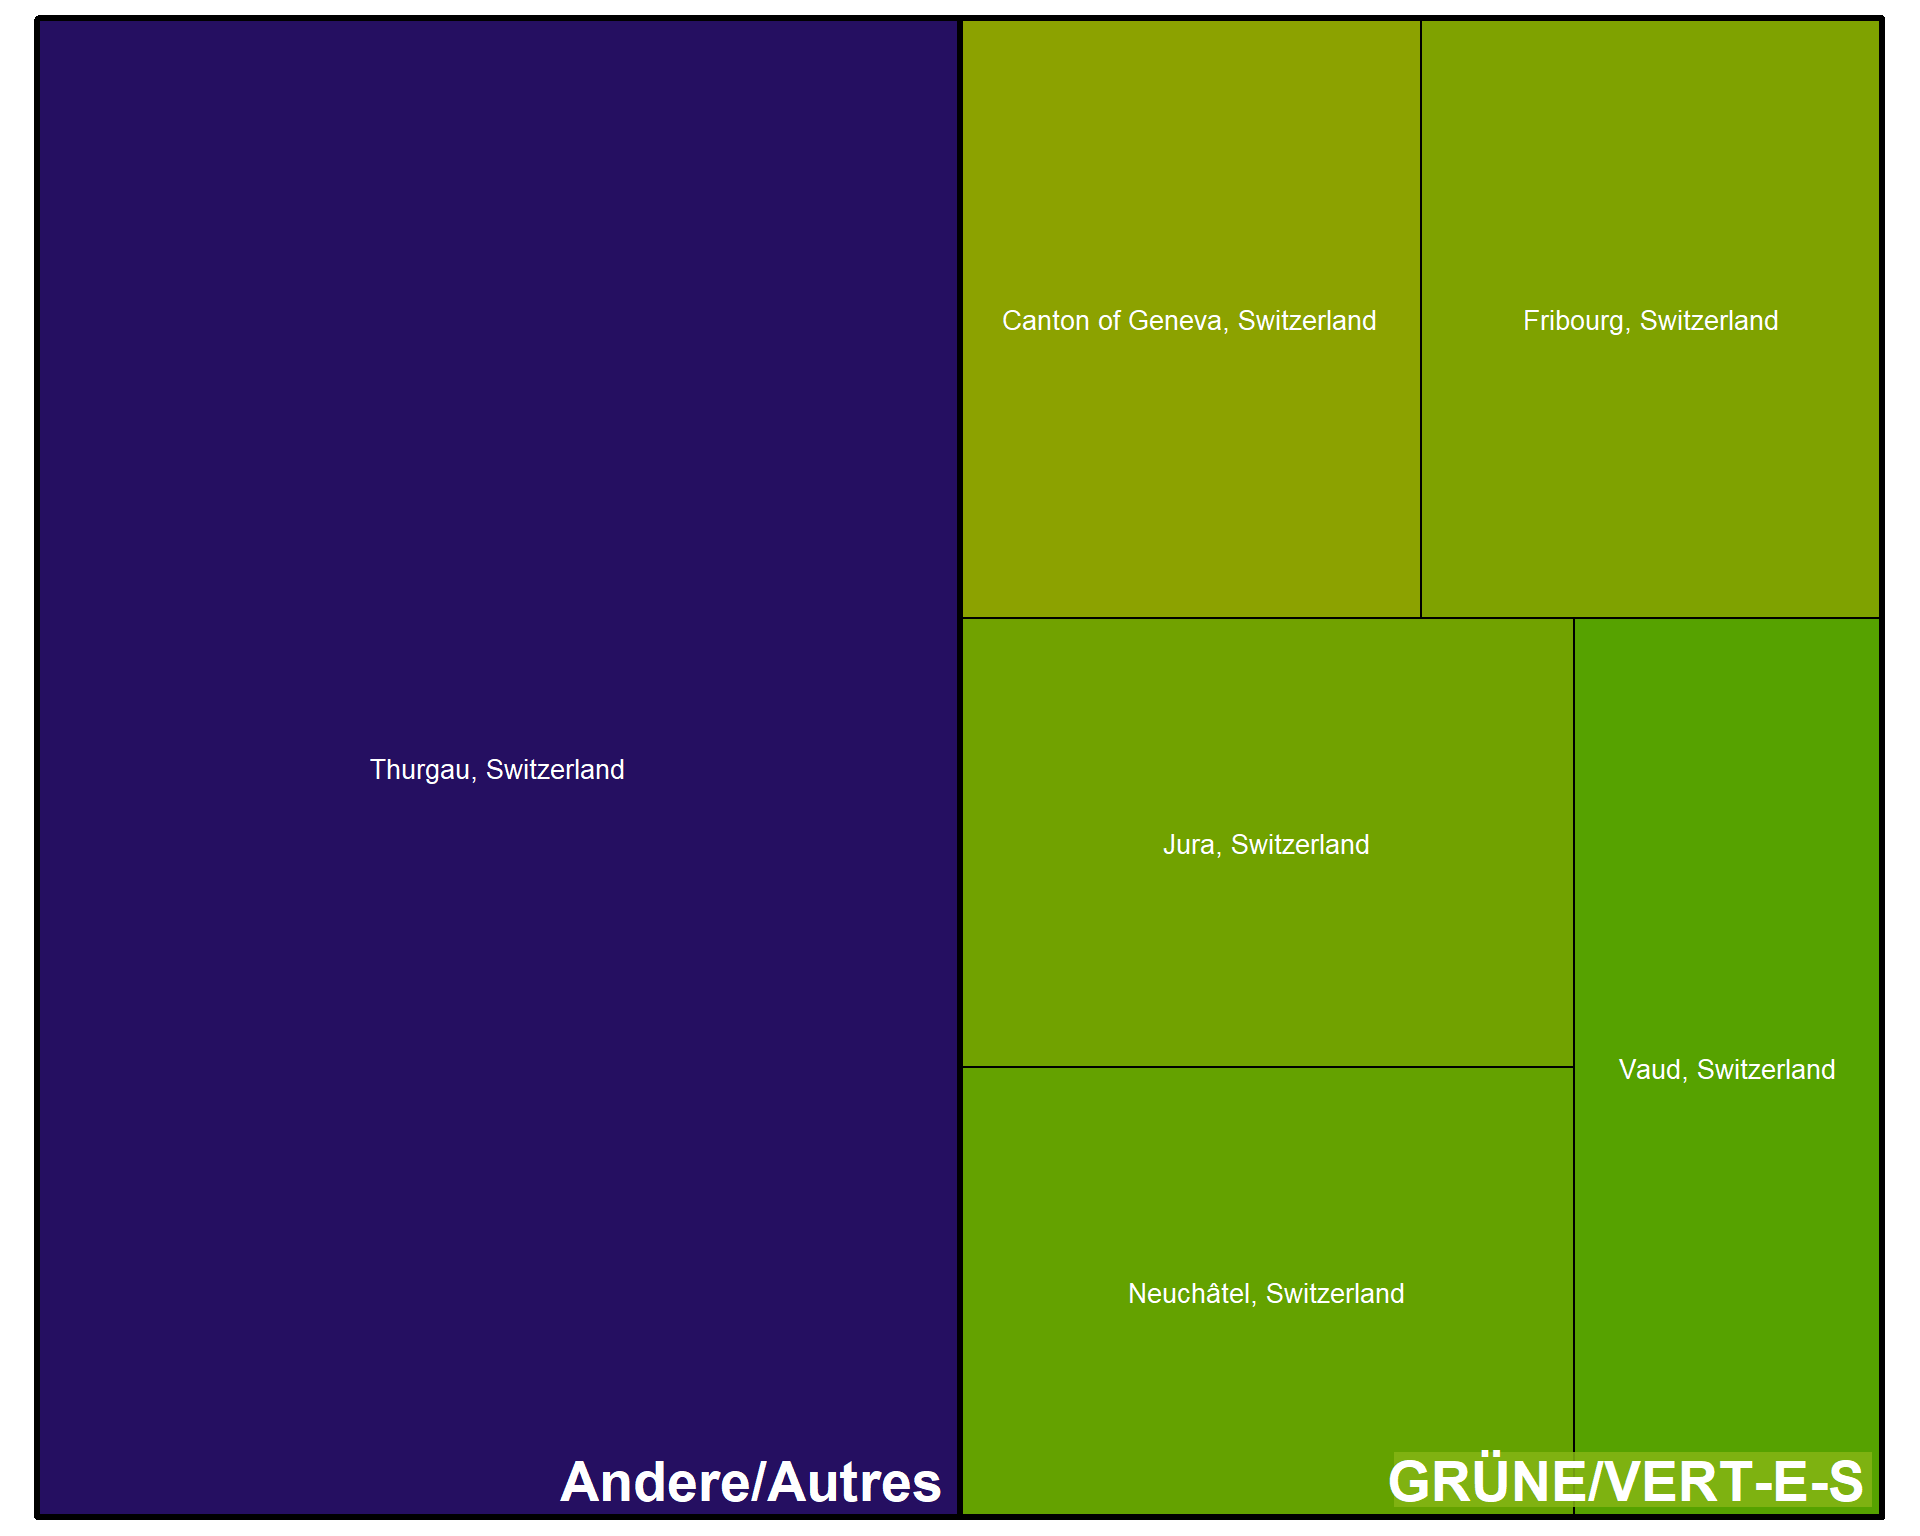 Canton of Geneva, Switzerland
Fribourg, Switzerland
Thurgau, Switzerland
Jura, Switzerland
Vaud, Switzerland
Neuchâtel, Switzerland
Andere/Autres
GRÜNE/VERT-E-S